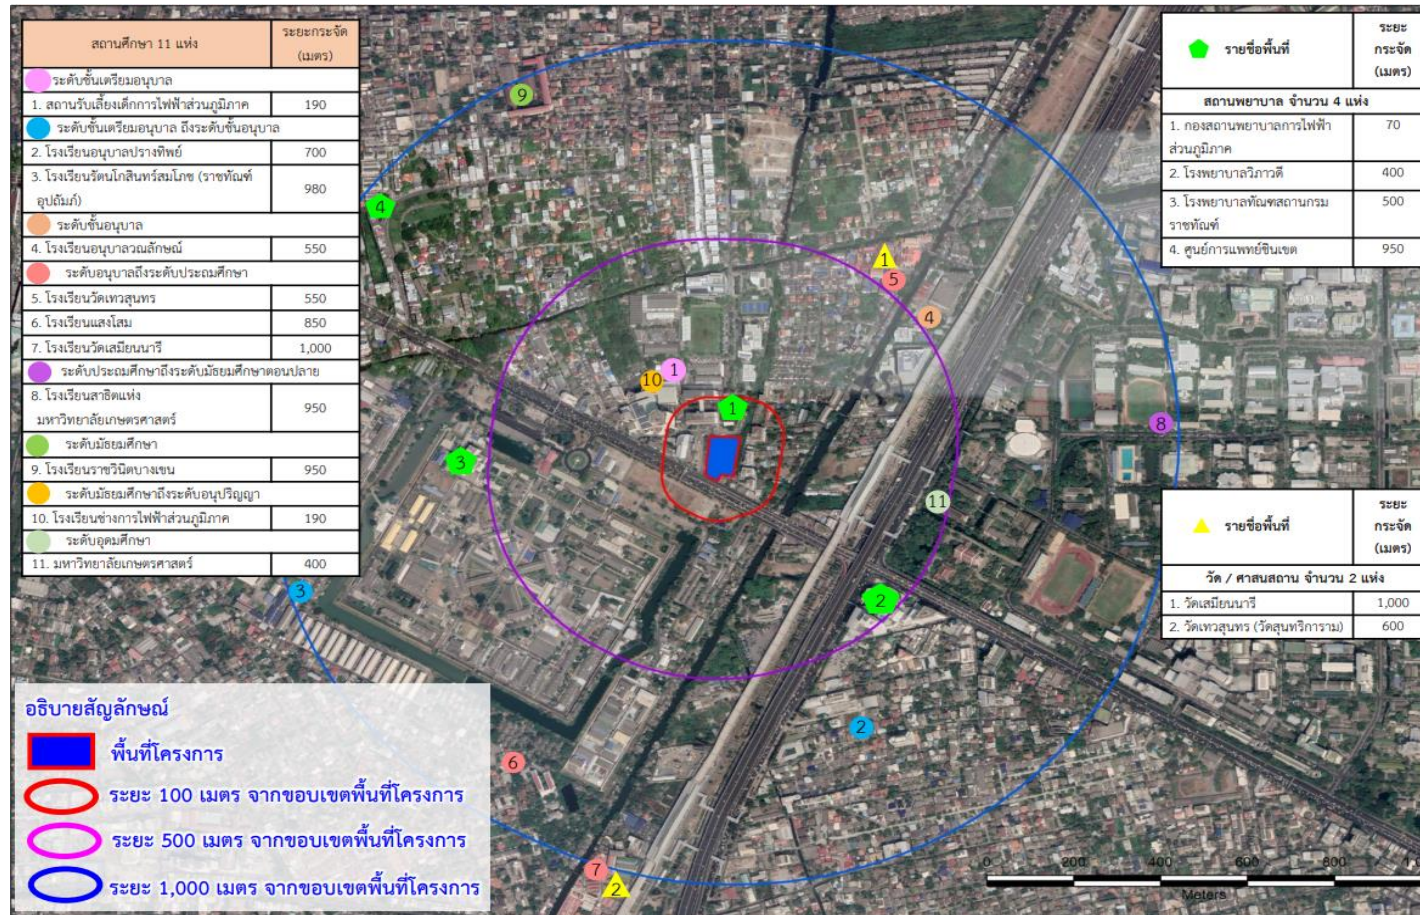 สถานศึกษา 11 แห่ง
ระยะกระจัด
(เมตร)
ระดับชั้นเตรียมอนุบาล
1. สถานรับเลี้ยงเด็กการไฟฟ้าส่วนภูมิภาค 190
ระดับชั้นเตรียมอนุบาล ถึงระดับชั้นอนุบาล
2. โรงเรียนอนุบาลปรางทิพย์ 700
3. โรงเรียนรัตนโกสินทร์สมโภช (ราชทัณฑ์
อุปถัมภ์) 980
ระดับชั้นอนุบาล
4. โรงเรียนอนุบาลวณลักษณ์ 550
ระดับอนุบาลถึงระดับประถมศึกษา
5. โรงเรียนวัดเทวสุนทร 550
6. โรงเรียนแสงโสม 850
7. โรงเรียนวัดเสมียนนารี 1,000
ระดับประถมศึกษาถึงระดับมัธยมศึกษาตอนปลาย
8. โรงเรียนสาธิตแห่ง
มหาวิทยาลัยเกษตรศาสตร์ 950
ระดับมัธยมศึกษา
9. โรงเรียนราชวินิตบางเขน 950
ระดับมัธยมศึกษาถึงระดับอนุปริญญา
10. โรงเรียนช่างการไฟฟ้าส่วนภูมิภาค 190
ระดับอุดมศึกษา
11. มหาวิทยาลัยเกษตรศาสตร์ 400
รายชื่อพื้นที่
ระยะ
กระจัด
(เมตร)
สถานพยาบาล จำนวน 4 แห่ง
1. กองสถานพยาบาลการไฟฟ้า
ส่วนภูมิภาค 70
2. โรงพยาบาลวิภาวดี 400
3. โรงพยาบาลทัณฑสถานกรม
ราชทัณฑ์ 500
4. ศูนย์การแพทย์ชินเขต 950
รายชื่อพื้นที่
ระยะ
กระจัด
(เมตร)
วัด / ศาสนสถาน จำนวน 2 แห่ง
1. วัดเสมียนนารี 1,000
2. วัดเทวสุนทร (วัดสุนทริการาม) 600
9
4
1
5
4
1
10
1
8
3
11
3
2
2
6
7
2
อธิบายสัญลักษณ์
พื้นที่โครงการ
ระยะ 100 เมตร จากขอบเขตพื้นที่โครงการ
ระยะ 500 เมตร จากขอบเขตพื้นที่โครงการ
ระยะ 1,000 เมตร จากขอบเขตพื้นที่โครงการ
0 200 400 600 800
Meters